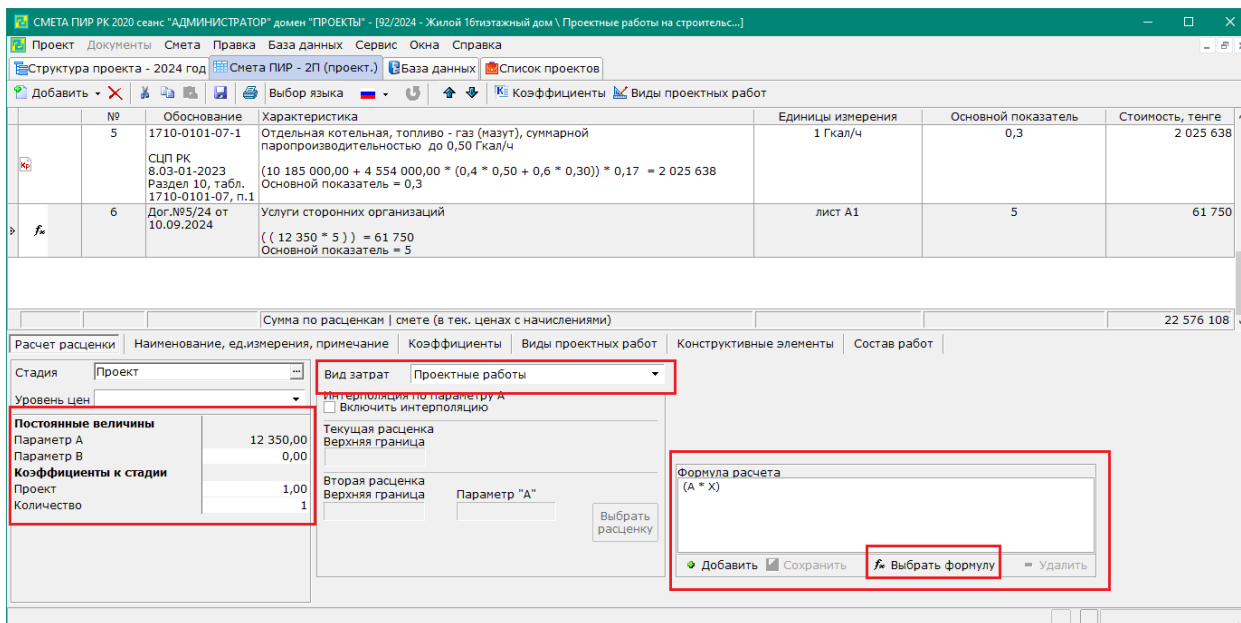 СМЕТА ПИР РК 2020 сеанс "АДМИНИСТРАТОР" домен "ПРОЕКТЫ" - [92/2024 - Жилой 16тиэтажный дом \ Проектные работы на строительс...]
Проект Документы Смета Правка База данных Сервис Окна Справка
Структура проекта - 2024 год Смета ПИР - 2П (проект.) База данных Список проектов
Добавить Выбор языка Коэффициенты Виды проектных работ
№ Обоснование Характеристика Единицы измерения Основной показатель Стоимость, тенге
5 1710-0101-07-1 Отдельная котельная, топливо - газ (мазут), суммарной 1 Гкал/ч 0,3 2 025 638
паропроизводительностью до 0,50 Гкал/ч
СЦП РК
8.03-01-2023 (10 185 000,00 + 4 554 000,00 * (0,4 * 0,50 + 0,6 * 0,30)) * 0,17 = 2 025 638
Раздел 10, табл. Основной показатель = 0,3
1710-0101-07, п.1
6 Дог.№5/24 от Услуги сторонних организаций лист А1 5 61 750
10.09.2024
( ( 12 350 * 5 ) ) = 61 750
Основной показатель = 5
Сумма по расценкам | смете (в тек. ценах с начислениями) 22 576 108
Расчет расценки Наименование, ед.измерения, примечание Коэффициенты Виды проектных работ Конструктивные элементы Состав работ
Стадия Проект
Уровень цен
Постоянные величины
Параметр А 12 350,00
Параметр В 0,00
Коэффициенты к стадии
Проект 1,00
Количество 1
Вид затрат Проектные работы
Интерполяция по параметру А
Включить интерполяцию
Текущая расценка
Верхняя граница
Вторая расценка
Верхняя граница Параметр "А"
Выбрать
расценку
Формула расчета
(A * X)
Добавить Сохранить fx Выбрать формулу Удалить